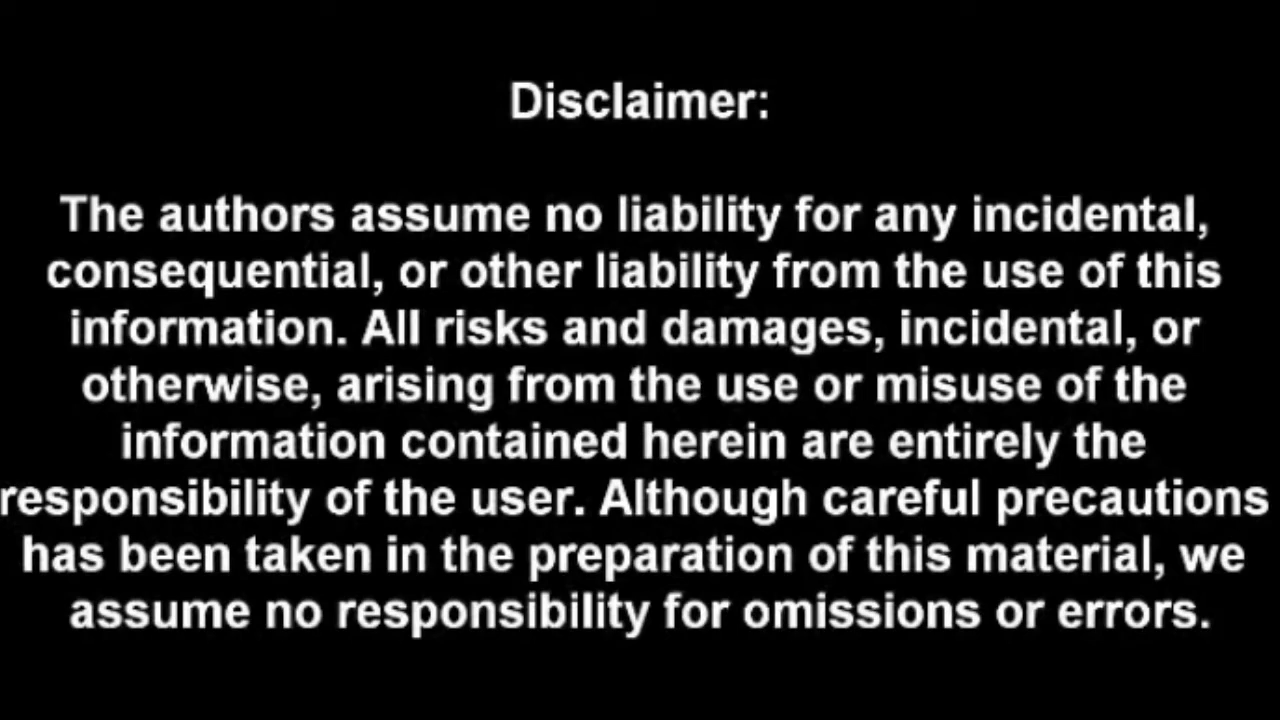 Disclaimer:
The authors assume no liability for any incidental,
consequential, or other liability from the use of this
information. All risks and damages, incidental, or
otherwise, arising from the use or misuse of the
information contained herein are entirely the
responsibility of the user. Although careful precautions
has been taken in the preparation of this material, we
assume no responsibility for omissions or errors.